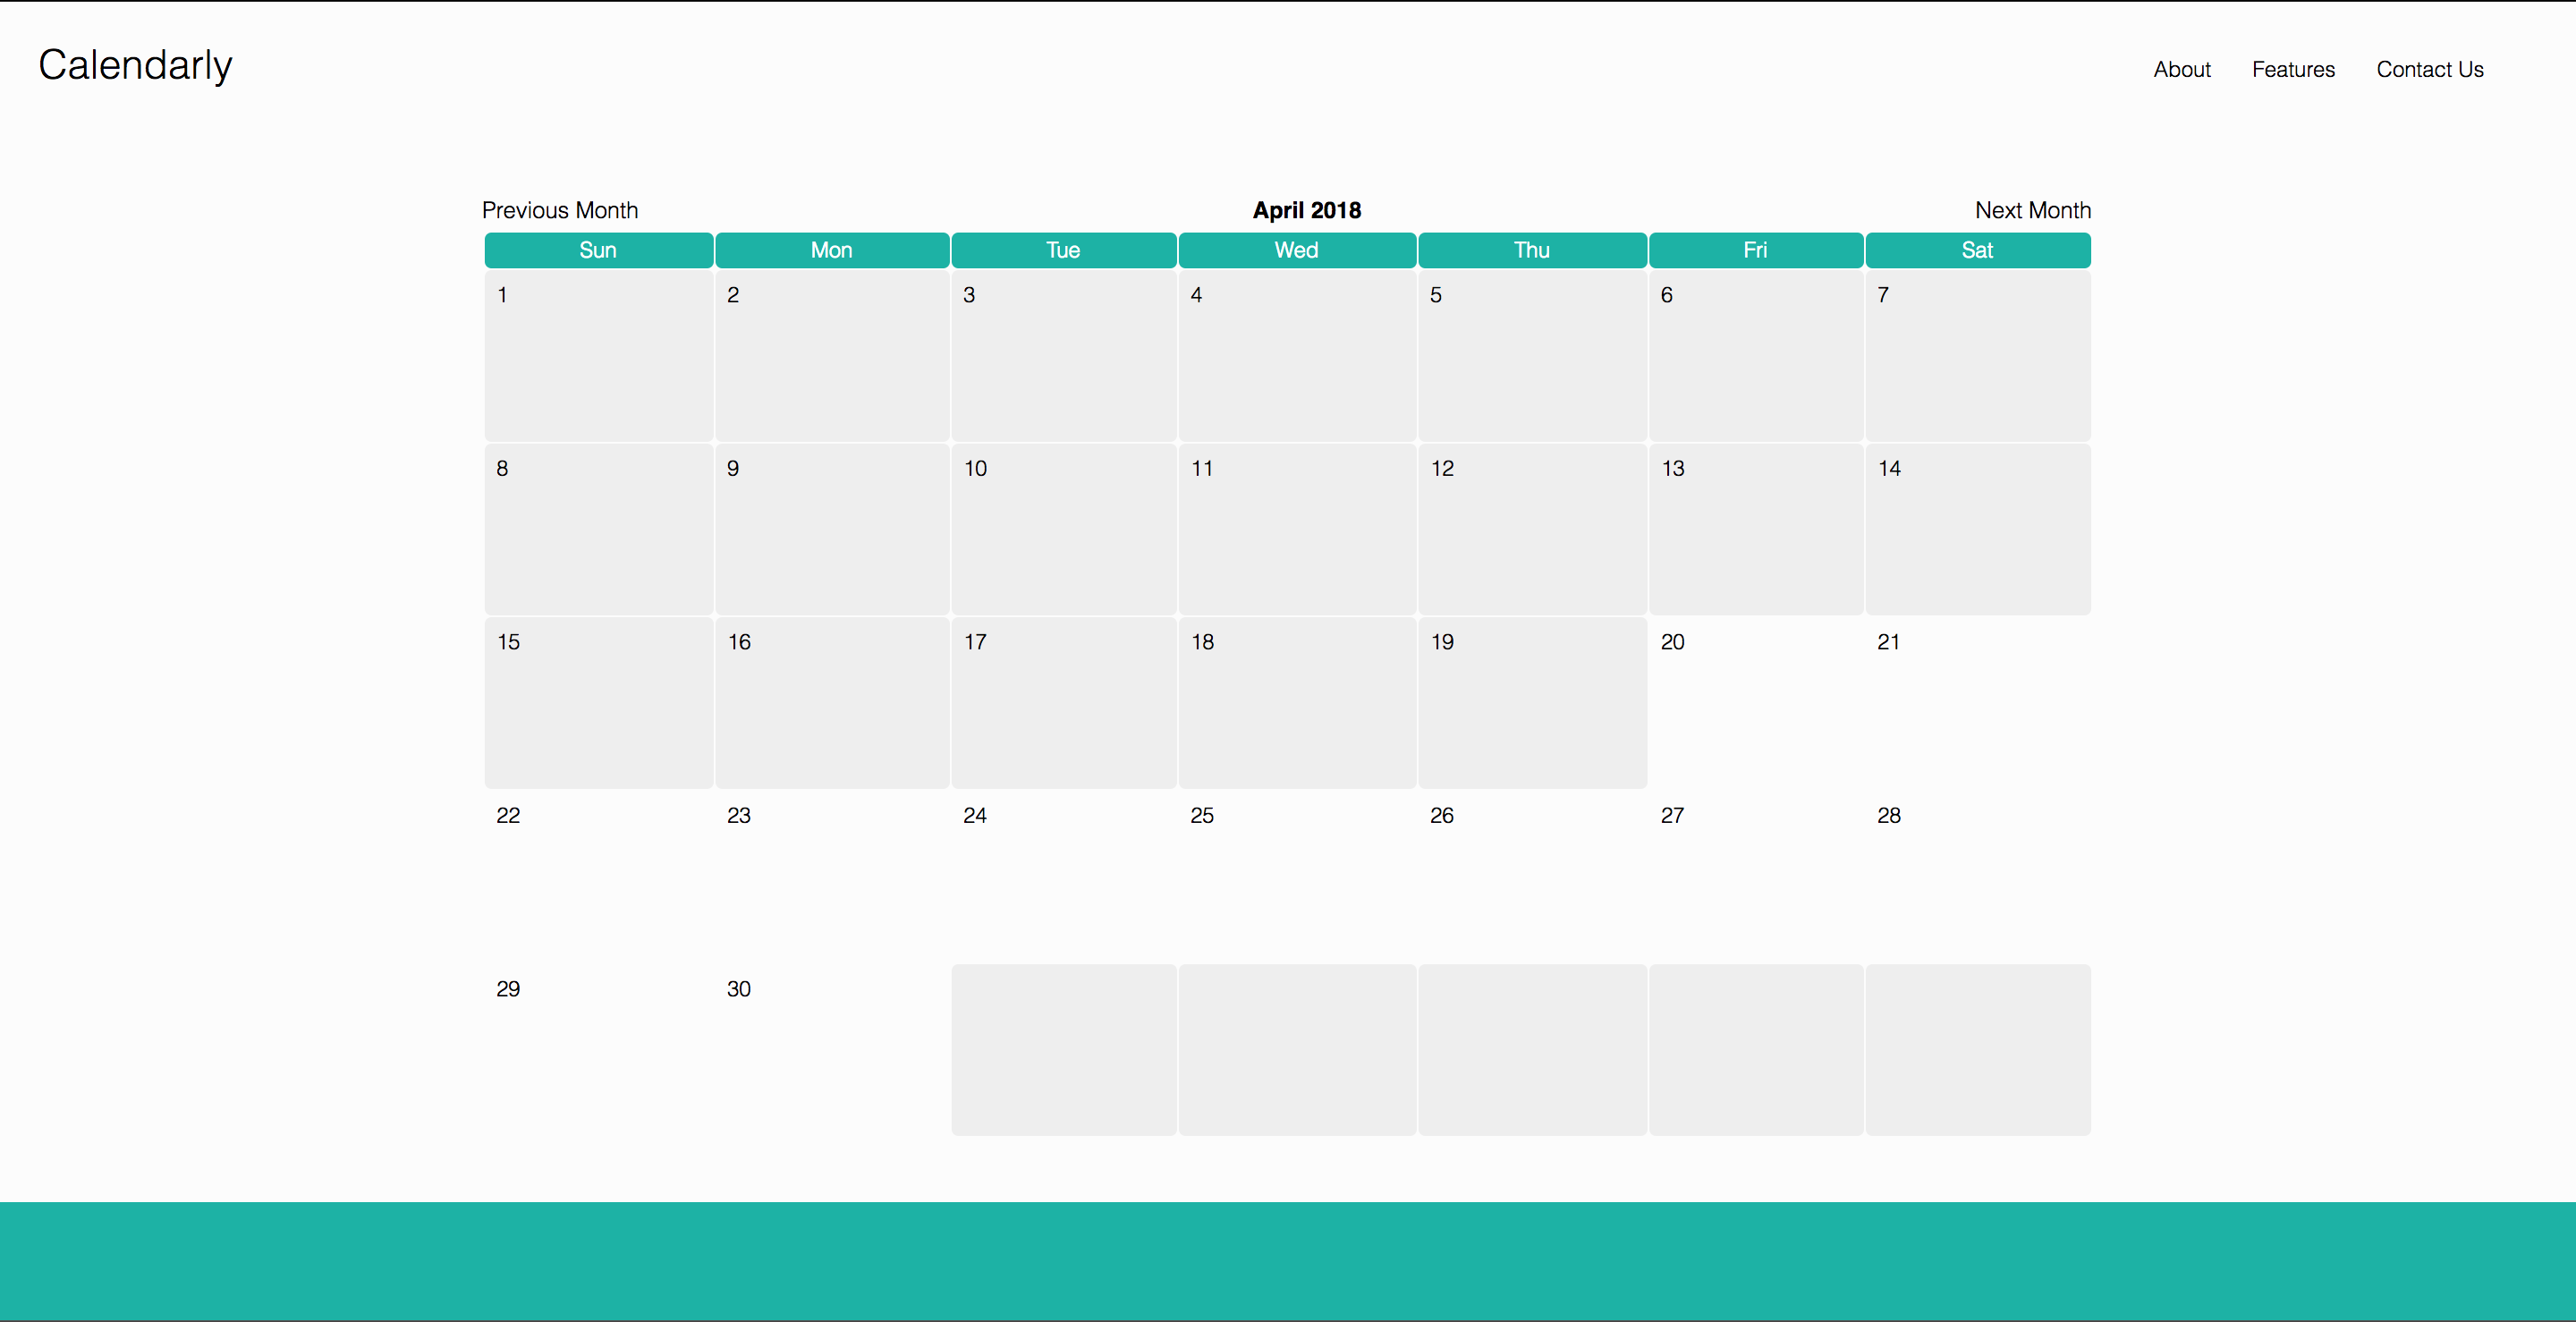 Calendarly
About Features Contact Us
Previous Month April 2018 Next Month
Sun Mon Tue Wed Thu Fri Sat
1 2 3 4 5 6 7
8 9 10 11 12 13 14
15 16 17 18 19 20 21
22 23 24 25 26 27 28
29 30